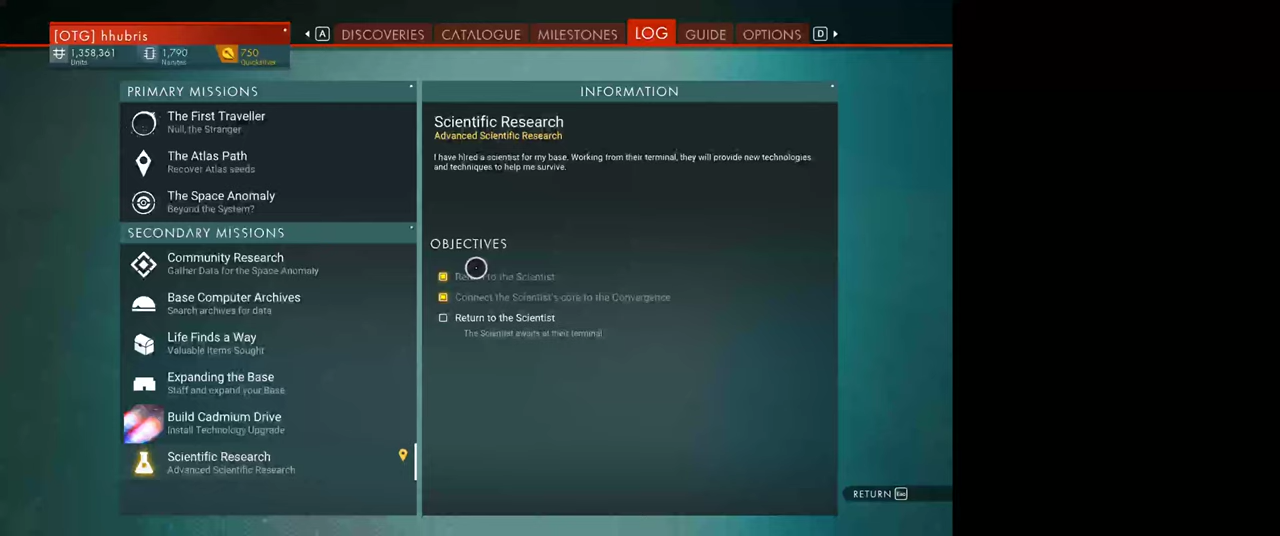 [OTG] hhubris
1,358,361
Units
1,790
Nanites
750
Quicksilver
A
DISCOVERIES
CATALOGUE
MILESTONES
LOG
GUIDE
OPTIONS
D
PRIMARY MISSIONS
The First Traveller
Null, the Stranger
The Atlas Path
Recover Atlas seeds
The Space Anomaly
Beyond the System?
SECONDARY MISSIONS
Community Research
Gather Data for the Space Anomaly
Base Computer Archives
Search archives for data
Life Finds a Way
Valuable Items Sought
Expanding the Base
Staff and expand your Base
Build Cadmium Drive
Install Technology Upgrade
Scientific Research
Advanced Scientific Research
INFORMATION
Scientific Research
Advanced Scientific Research
I have hired a scientist for my base. Working from their terminal, they will provide new technologies
and techniques to help me survive.
OBJECTIVES
Return to the Scientist
Connect the Scientist's core to the Convergence
Return to the Scientist
The Scientist awaits at their terminal.
RETURN Esc